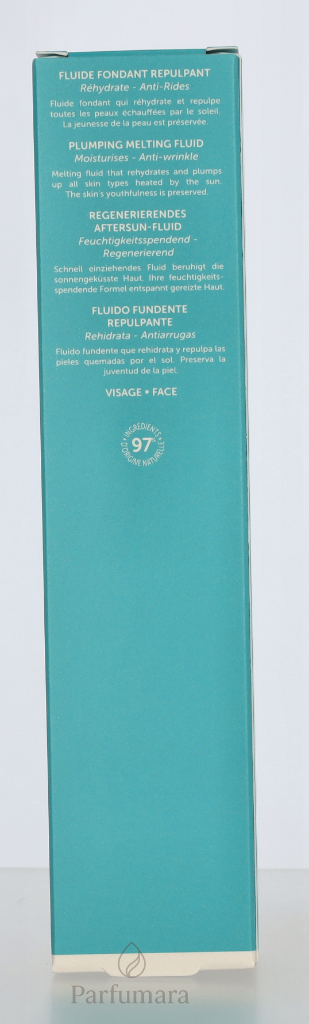 FLUIDE FONDANT REPULPANT
Réhydrate - Anti-Rides
Fluide fondant qui réhydrate et repulpe
toutes les peaux échauffées par le soleil.
La jeunesse de la peau est préservée.
PLUMPING MELTING FLUID
Moisturises - Anti-wrinkle
Melting fluid that rehydrates and plumps
up all skin types heated by the sun.
The skin's youthfulness is preserved.
REGENERIERENDES
AFTERSUN-FLUID
Feuchtigkeitsspendend -
Regenerierend
Schnell einziehendes Fluid beruhigt die
sonnengeküsste Haut. Ihre feuchtigkeits-
spendende Formel entspannt gereizte Haut.
FLUIDO FUNDENTE
REPULPANTE
Rehidrata - Antiarrugas
Fluido fundente que rehidrata y repulpa las
pieles quemadas por el sol. Preserva la
juventud de la piel.
VISAGE • FACE
INGRÉDIENTS
97%
D'ORIGINE NATURELLE
Parfumara